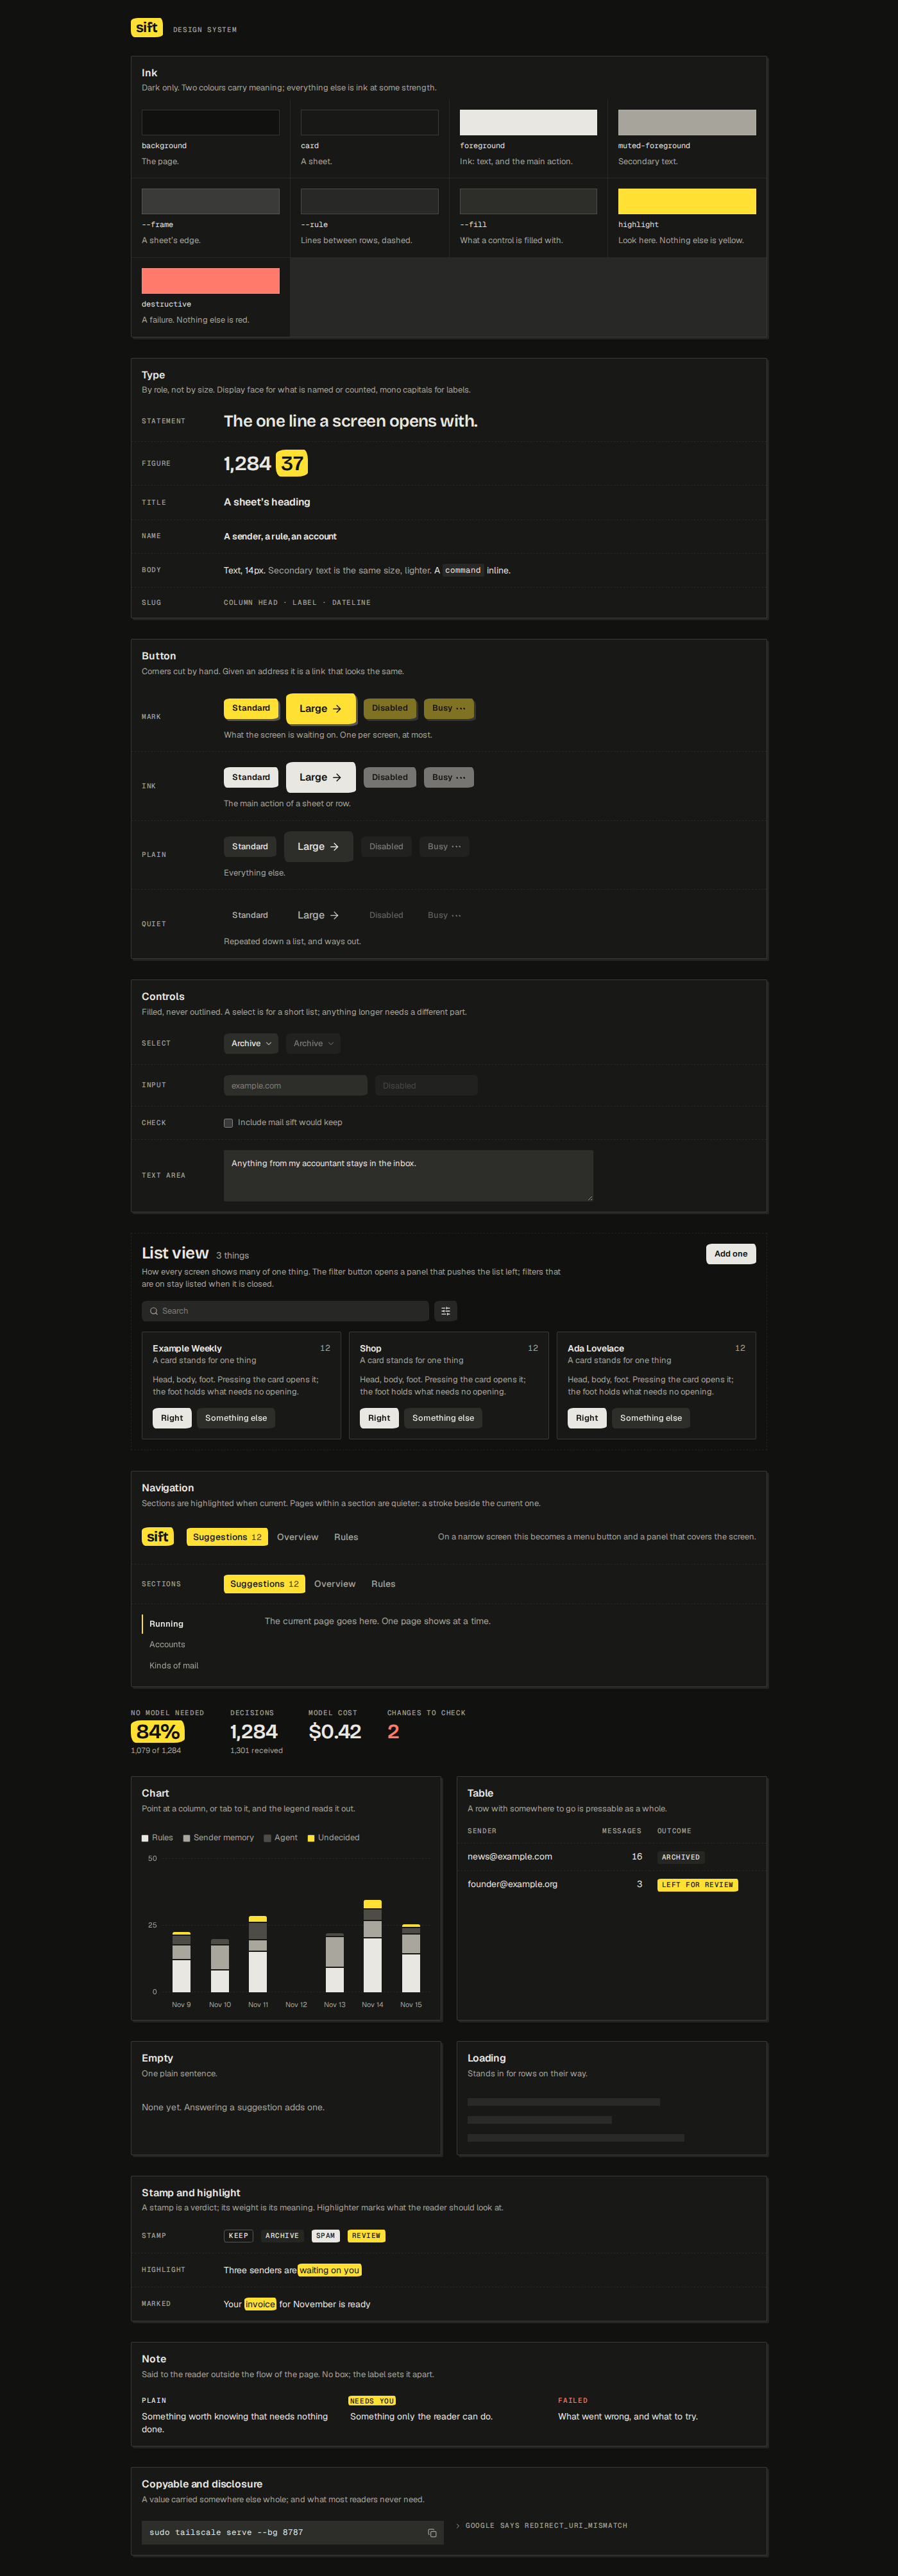 sift DESIGN SYSTEM
Ink
Dark only. Two colours carry meaning; everything else is ink at some strength.
background
The page.
card
A sheet.
foreground
Ink: text, and the main action.
muted-foreground
Secondary text.
--frame
A sheet's edge.
--rule
Lines between rows, dashed.
--fill
What a control is filled with.
highlight
Look here. Nothing else is yellow.
destructive
A failure. Nothing else is red.
Type
By role, not by size. Display face for what is named or counted, mono capitals for labels.
STATEMENT The one line a screen opens with.
FIGURE 1,284 37
TITLE A sheet's heading
NAME A sender, a rule, an account
BODY Text, 14px. Secondary text is the same size, lighter. A command inline.
SLUG COLUMN HEAD · LABEL · DATELINE
Button
Corners cut by hand. Given an address it is a link that looks the same.
MARK Standard Large → Disabled Busy ···
What the screen is waiting on. One per screen, at most.
INK Standard Large → Disabled Busy ···
The main action of a sheet or row.
PLAIN Standard Large → Disabled Busy ···
Everything else.
QUIET Standard Large → Disabled Busy ···
Repeated down a list, and ways out.
Controls
Filled, never outlined. A select is for a short list; anything longer needs a different part.
SELECT Archive Archive
INPUT example.com Disabled
CHECK Include mail sift would keep
TEXT AREA Anything from my accountant stays in the inbox.
List view 3 things Add one
How every screen shows many of one thing. The filter button opens a panel that pushes the list left; filters that
are on stay listed when it is closed.
Search
Example Weekly 12
A card stands for one thing
Head, body, foot. Pressing the card opens it;
the foot holds what needs no opening.
Right Something else
Shop 12
A card stands for one thing
Head, body, foot. Pressing the card opens it;
the foot holds what needs no opening.
Right Something else
Ada Lovelace 12
A card stands for one thing
Head, body, foot. Pressing the card opens it;
the foot holds what needs no opening.
Right Something else
Navigation
Sections are highlighted when current. Pages within a section are quieter: a stroke beside the current one.
sift Suggestions 12 Overview Rules On a narrow screen this becomes a menu button and a panel that covers the screen.
SECTIONS Suggestions 12 Overview Rules
Running The current page goes here. One page shows at a time.
Accounts
Kinds of mail
NO MODEL NEEDED
84%
1,079 of 1,284
DECISIONS
1,284
1,301 received
MODEL COST
$0.42
CHANGES TO CHECK
2
Chart
Point at a column, or tab to it, and the legend reads it out.
Rules Sender memory Agent Undecided
50
25
0
Nov 9 Nov 10 Nov 11 Nov 12 Nov 13 Nov 14 Nov 15
Table
A row with somewhere to go is pressable as a whole.
SENDER MESSAGES OUTCOME
news@example.com 16 ARCHIVED
founder@example.org 3 LEFT FOR REVIEW
Empty
One plain sentence.
None yet. Answering a suggestion adds one.
Loading
Stands in for rows on their way.
Stamp and highlight
A stamp is a verdict; its weight is its meaning. Highlighter marks what the reader should look at.
STAMP KEEP ARCHIVE SPAM REVIEW
HIGHLIGHT Three senders are waiting on you
MARKED Your invoice for November is ready
Note
Said to the reader outside the flow of the page. No box; the label sets it apart.
PLAIN
Something worth knowing that needs nothing
done.
NEEDS YOU
Something only the reader can do.
FAILED
What went wrong, and what to try.
Copyable and disclosure
A value carried somewhere else whole; and what most readers never need.
sudo tailscale serve --bg 8787
› GOOGLE SAYS REDIRECT_URI_MISMATCH